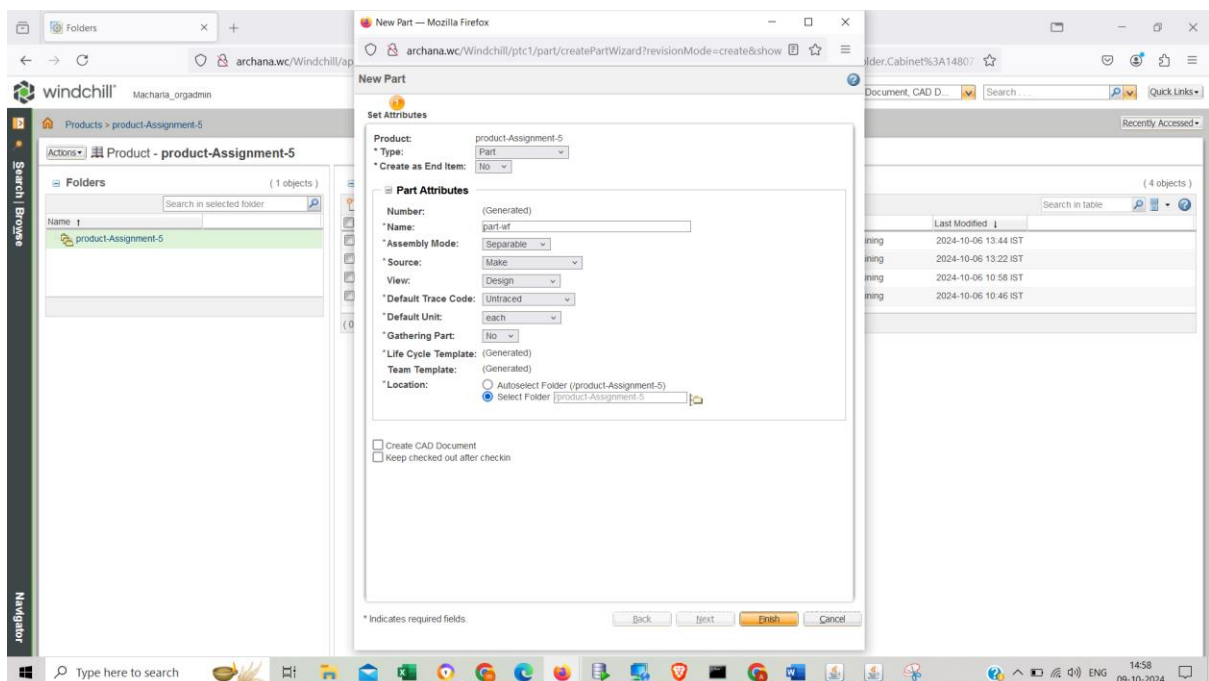 Folders
New Part — Mozilla Firefox
archana.wc/Windchill/ap
archana.wc/Windchill/ptc1/part/createPartWizard?revisionMode=create&show
lder.Cabinet%3A14807
windchill
Macharia_orgadmin
New Part
Document, CAD D...
Search . . .
Quick Links
Products > product-Assignment-5
Recently Accessed
Set Attributes
Actions
Product - product-Assignment-5
Product: product-Assignment-5
* Type: Part
* Create as End Item: No
Folders
( 1 objects )
( 4 objects )
Search in selected folder
Search in table
Part Attributes
Name
Last Modified
product-Assignment-5
Number: (Generated)
*Name: part-wf
*Assembly Mode: Separable
*Source: Make
View: Design
*Default Trace Code: Untraced
*Default Unit: each
*Gathering Part: No
*Life Cycle Template: (Generated)
Team Template: (Generated)
*Location: Autoselect Folder (/product-Assignment-5)
Select Folder /product-Assignment-5
ining 2024-10-06 13:44 IST
ining 2024-10-06 13:22 IST
ining 2024-10-06 10:58 IST
ining 2024-10-06 10:46 IST
( 0
Create CAD Document
Keep checked out after checkin
Search | Browse
Navigator
* Indicates required fields.
Back
Next
Finish
Cancel
Type here to search
ENG
14:58
09-10-2024